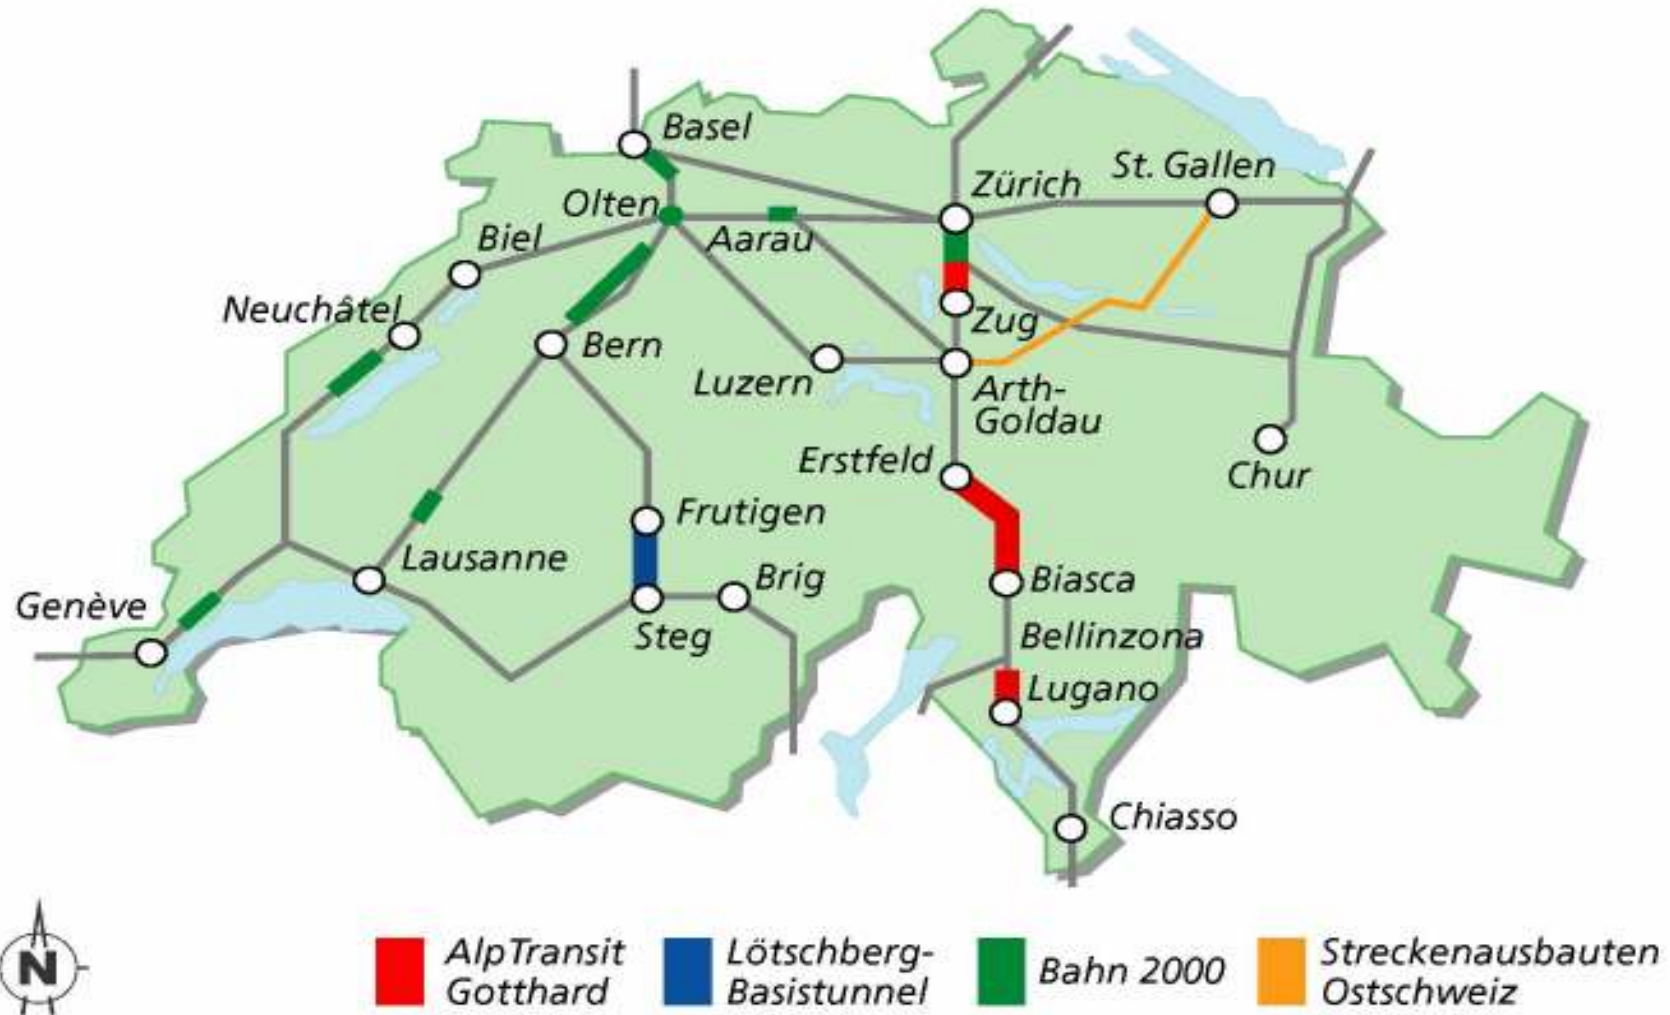 Basel
Zürich
St. Gallen
Olten
Aarau
Biel
Neuchâtel
Bern
Zug
Luzern
Arth-
Goldau
Erstfeld
Chur
Frutigen
Lausanne
Brig
Biasca
Genève
Steg
Bellinzona
Lugano
Chiasso
N
AlpTransit
Gotthard
Lötschberg-
Basistunnel
Bahn 2000
Streckenausbauten
Ostschweiz